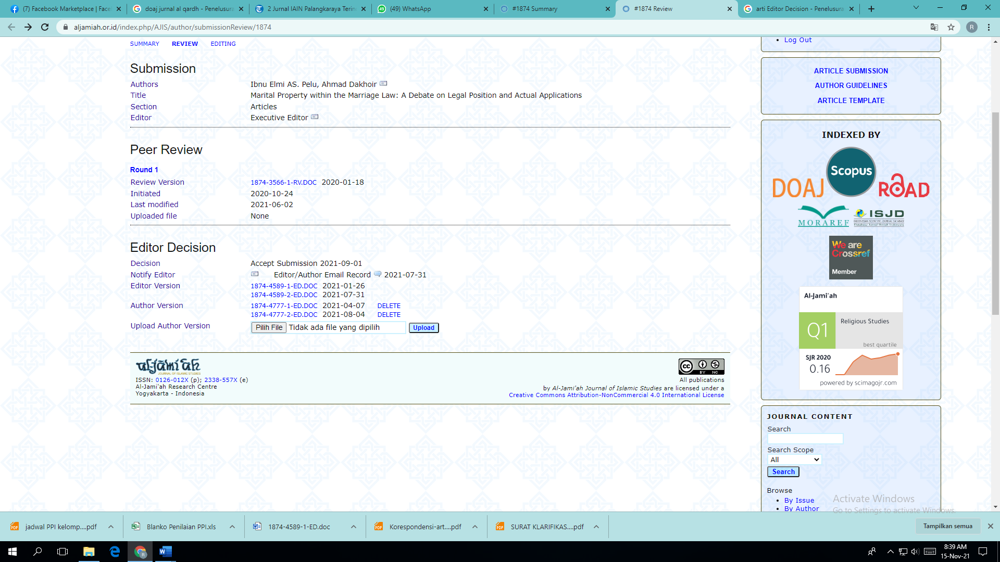 (7) Facebook Marketplace | Face
doaj jurnal al qardh - Penelusura
2 Jurnal IAIN Palangkaraya Terin
(49) WhatsApp
#1874 Summary
#1874 Review
arti Editor Decision - Penelusura
aljamiah.or.id/index.php/AJIS/author/submissionReview/1874
R
SUMMARY REVIEW EDITING
Submission
Authors Ibnu Elmi AS. Pelu, Ahmad Dakhoir
Title Marital Property within the Marriage Law: A Debate on Legal Position and Actual Applications
Section Articles
Editor Executive Editor
Peer Review
Round 1
Review Version 1874-3566-1-RV.DOC 2020-01-18
Initiated 2020-10-24
Last modified 2021-06-02
Uploaded file None
Editor Decision
Decision Accept Submission 2021-09-01
Notify Editor Editor/Author Email Record 2021-07-31
Editor Version 1874-4589-1-ED.DOC 2021-01-26
1874-4589-2-ED.DOC 2021-07-31
Author Version 1874-4777-1-ED.DOC 2021-04-07 DELETE
1874-4777-2-ED.DOC 2021-08-04 DELETE
Upload Author Version Pilih File Tidak ada file yang dipilih Upload
al-jāmi'ah
JOURNAL OF ISLAMIC STUDIES
ISSN: 0126-012X (p); 2338-557X (e)
Al-Jami'ah Research Centre
Yogyakarta - Indonesia
cc BY NC
All publications
by Al-Jami'ah Journal of Islamic Studies are licensed under a
Creative Commons Attribution-NonCommercial 4.0 International License
Log Out
ARTICLE SUBMISSION
AUTHOR GUIDELINES
ARTICLE TEMPLATE
INDEXED BY
Scopus
DOAJ
ROAD
MORAREF
ISJD
INDONESIAN SCIENTIFIC JOURNAL DATABASE
Database Jurnal Ilmiah Indonesia
We are
Crossref
Member
Al-Jami'ah
Q1
Religious Studies
best quartile
SJR 2020
0.16
powered by scimagojr.com
JOURNAL CONTENT
Search
Search Scope
All
Search
Browse
By Issue
By Author
Activate Windows
Go to Settings to activate Windows.
jadwal PPI kelomp....pdf
Blanko Penilaian PPI.xls
1874-4589-1-ED.doc
Korespondensi-art....pdf
SURAT KLARIFIKAS....pdf
Tampilkan semua
8:39 AM
15-Nov-21